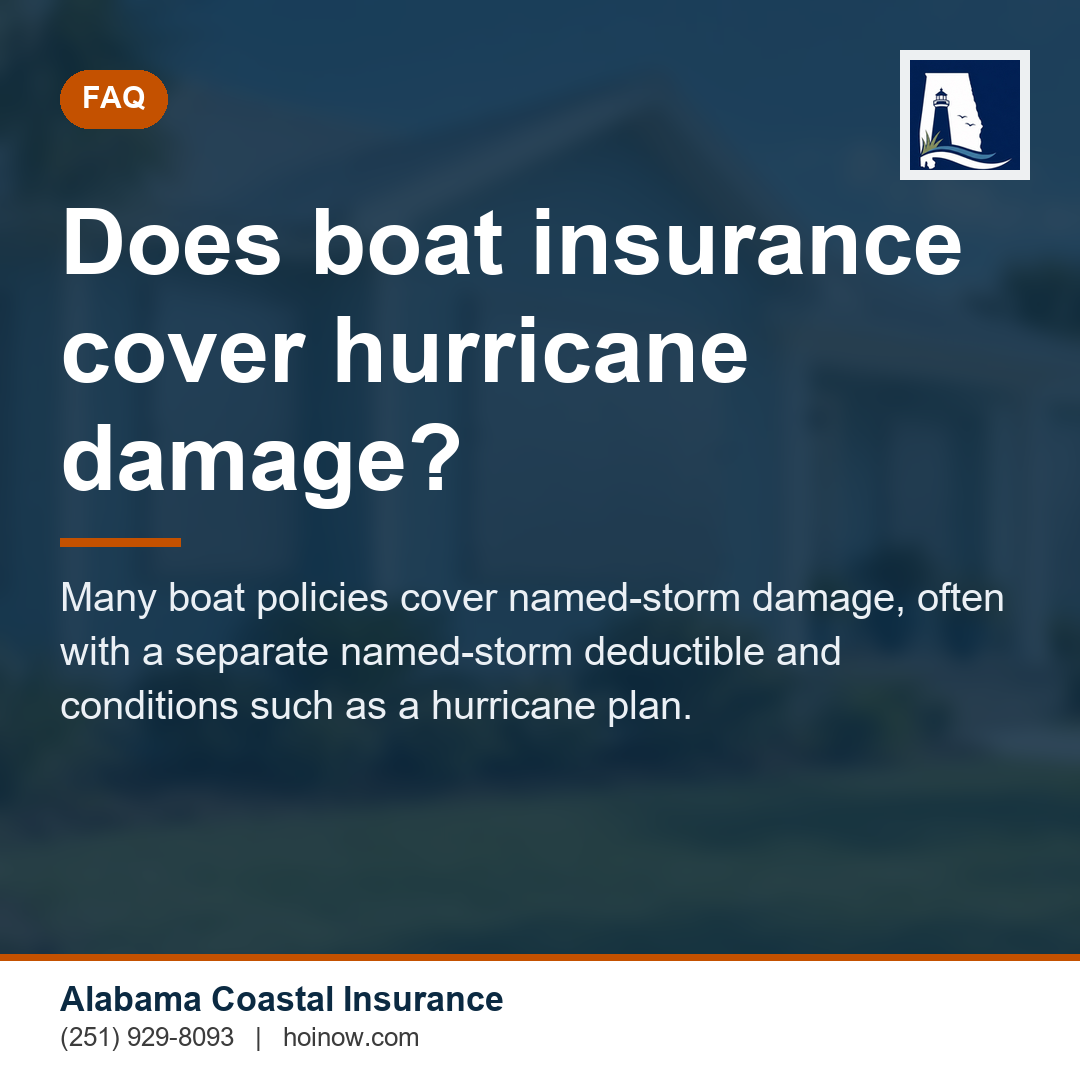 FAQ
Does boat insurance
cover hurricane
damage?
Many boat policies cover named-storm damage, often
with a separate named-storm deductible and
conditions such as a hurricane plan.
Alabama Coastal Insurance
(251) 929-8093 | hoinow.com